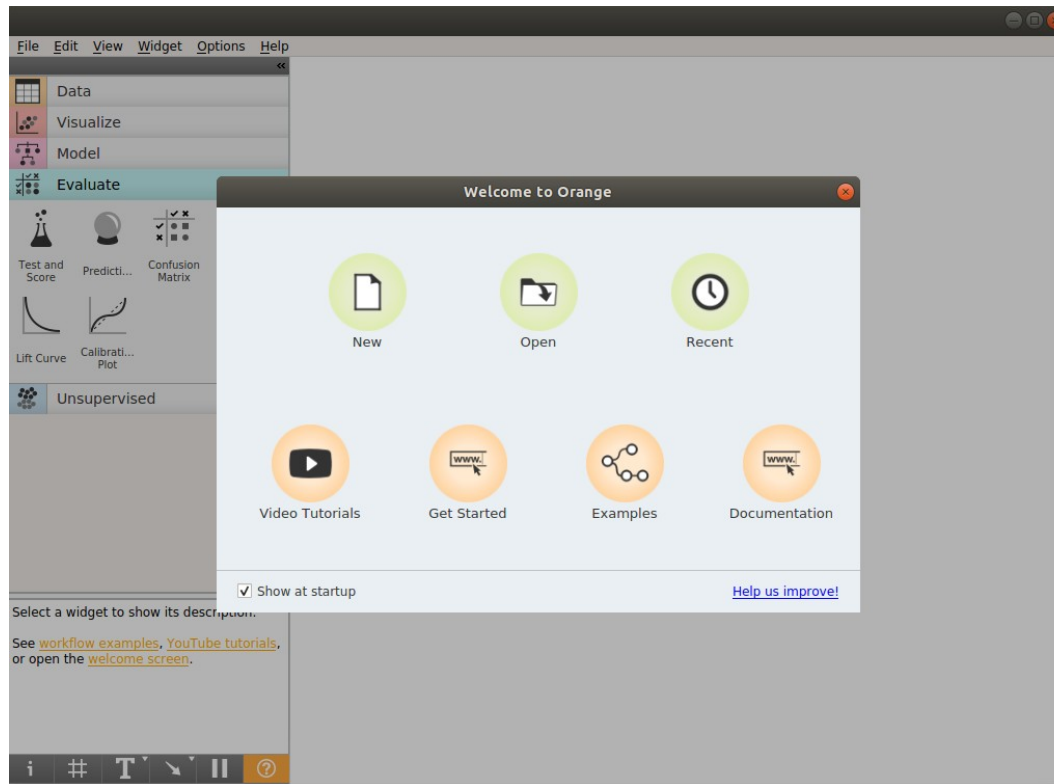 File Edit View Widget Options Help
«
Data
Visualize
Model
Evaluate
Test and
Score
Predicti...
Confusion
Matrix
Lift Curve
Calibrati...
Plot
Unsupervised
Welcome to Orange
New
Open
Recent
www.
www.
Video Tutorials
Get Started
Examples
Documentation
Show at startup
Help us improve!
Select a widget to show its description.
See workflow examples, YouTube tutorials,
or open the welcome screen.
i # T ?